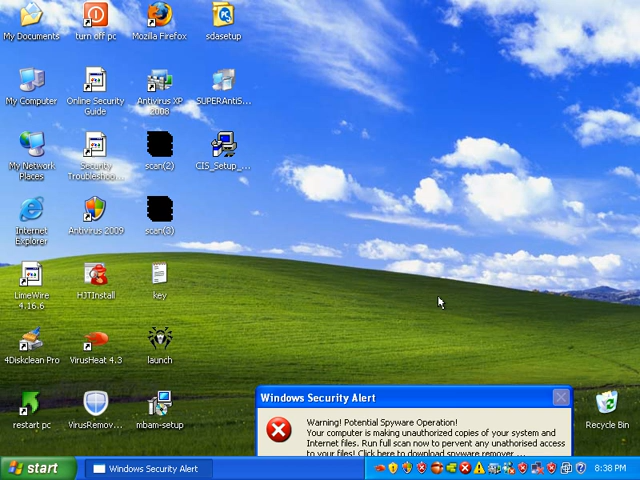 My Documents
turn off pc
Mozilla Firefox
sdasetup
My Computer
Online Security
Guide
Antivirus XP
2008
SUPERAntiS...
My Network
Places
Security
Troubleshoo...
scan(2)
CIS_Setup_...
Internet
Explorer
Antivirus 2009
scan(3)
LimeWire
4.16.6
HJTInstall
key
4Diskclean Pro
VirusHeat 4.3
launch
restart pc
VirusRemov...
mbam-setup
Recycle Bin
Windows Security Alert
Warning! Potential Spyware Operation!
Your computer is making unauthorized copies of your system and
Internet files. Run full scan now to pervent any unauthorised access
to your files! Click here to download spyware remover ...
start
Windows Security Alert
8:38 PM